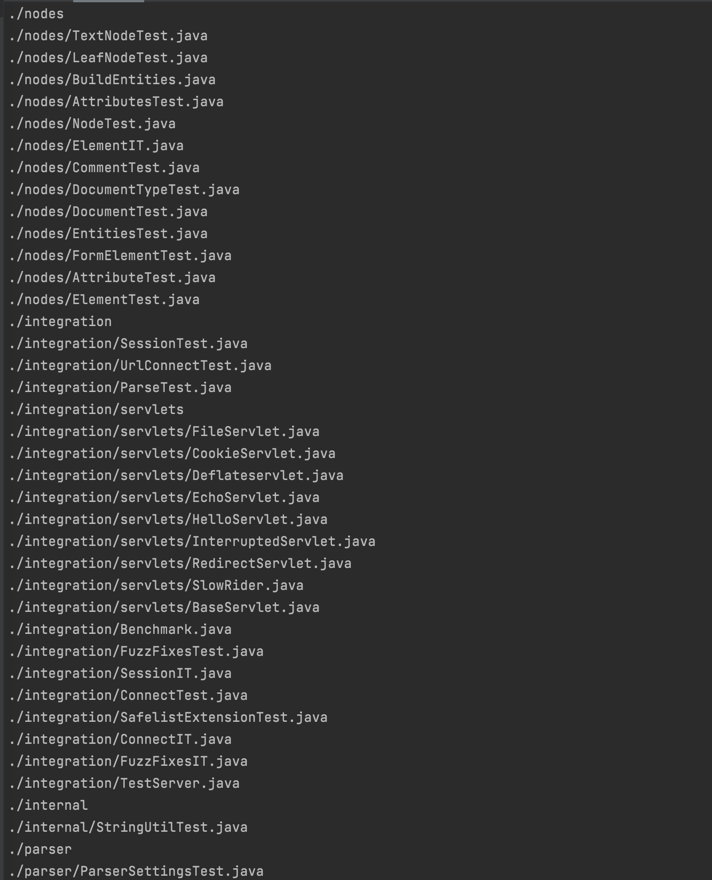 ./nodes
./nodes/TextNodeTest.java
./nodes/LeafNodeTest.java
./nodes/BuildEntities.java
./nodes/AttributesTest.java
./nodes/NodeTest.java
./nodes/ElementIT.java
./nodes/CommentTest.java
./nodes/DocumentTypeTest.java
./nodes/DocumentTest.java
./nodes/EntitiesTest.java
./nodes/FormElementTest.java
./nodes/AttributeTest.java
./nodes/ElementTest.java
./integration
./integration/SessionTest.java
./integration/UrlConnectTest.java
./integration/ParseTest.java
./integration/servlets
./integration/servlets/FileServlet.java
./integration/servlets/CookieServlet.java
./integration/servlets/Deflateservlet.java
./integration/servlets/EchoServlet.java
./integration/servlets/HelloServlet.java
./integration/servlets/InterruptedServlet.java
./integration/servlets/RedirectServlet.java
./integration/servlets/SlowRider.java
./integration/servlets/BaseServlet.java
./integration/Benchmark.java
./integration/FuzzFixesTest.java
./integration/SessionIT.java
./integration/ConnectTest.java
./integration/SafelistExtensionTest.java
./integration/ConnectIT.java
./integration/FuzzFixesIT.java
./integration/TestServer.java
./internal
./internal/StringUtilTest.java
./parser
./parser/ParserSettingsTest.java